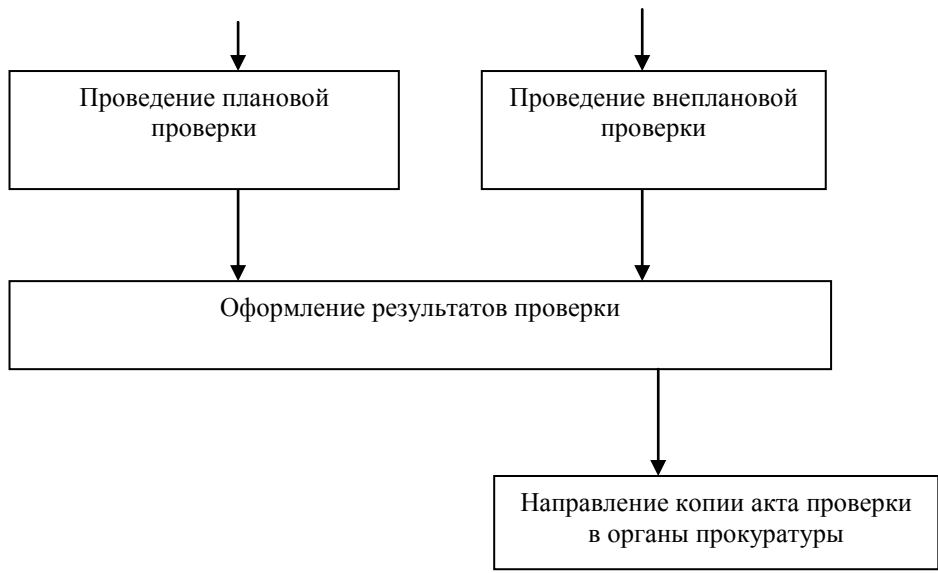 Проведение плановой
проверки
Проведение внеплановой
проверки
Оформление результатов проверки
Направление копии акта проверки
в органы прокуратуры